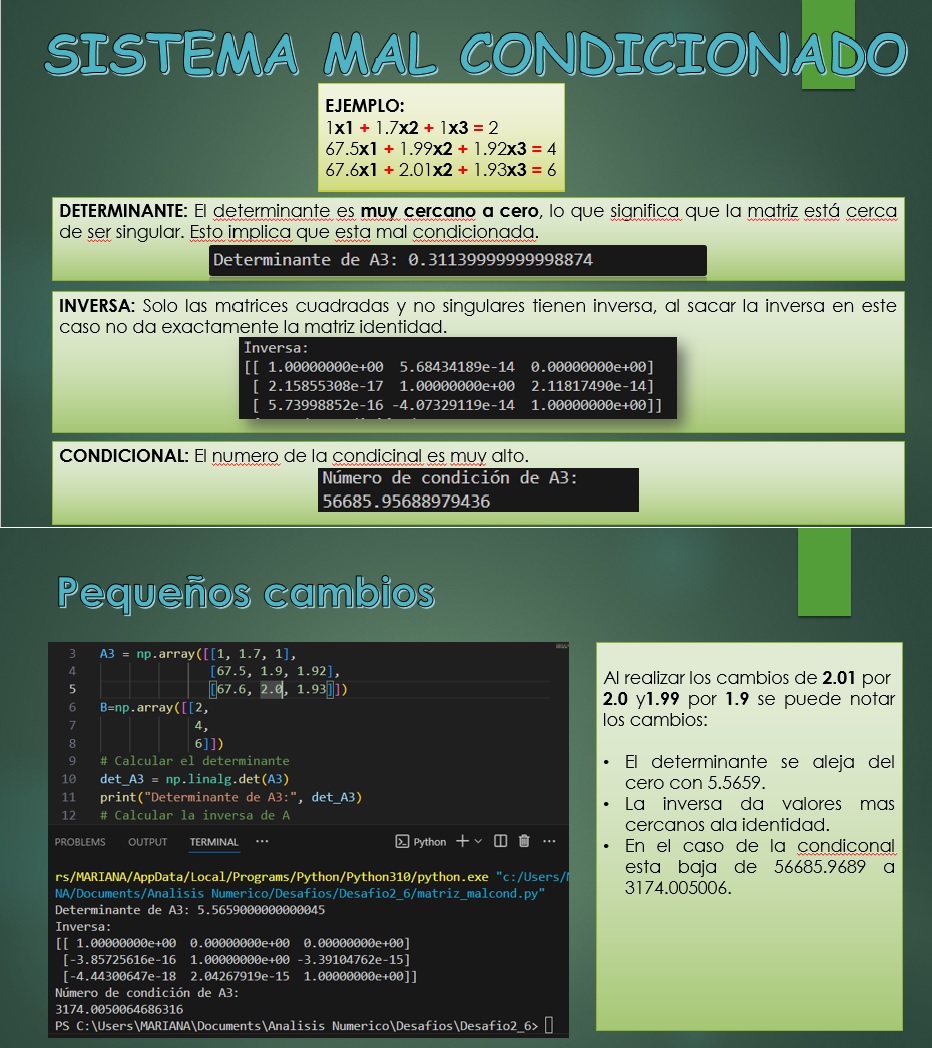 SISTEMA MAL CONDICIONADO
EJEMPLO:
1x1 + 1.7x2 + 1x3 = 2
67.5x1 + 1.99x2 + 1.92x3 = 4
67.6x1 + 2.01x2 + 1.93x3 = 6
DETERMINANTE: El determinante es muy cercano a cero, lo que significa que la matriz está cerca
de ser singular. Esto implica que esta mal condicionada.
Determinante de A3: 0.31139999999998874
INVERSA: Solo las matrices cuadradas y no singulares tienen inversa, al sacar la inversa en este
caso no da exactamente la matriz identidad.
Inversa:
[[ 1.00000000e+00 5.68434189e-14 0.00000000e+00]
[ 2.15855308e-17 1.00000000e+00 2.11817490e-14]
[ 5.73998852e-16 -4.07329119e-14 1.00000000e+00]]
CONDICIONAL: El numero de la condicinal es muy alto.
Número de condición de A3:
56685.95688979436
Pequeños cambios
3 A3 = np.array([[1, 1.7, 1],
4 [67.5, 1.9, 1.92],
5 [67.6, 2.0, 1.93]])
6 B=np.array([[2,
7 4,
8 6]])
9 # Calcular el determinante
10 det_A3 = np.linalg.det(A3)
11 print("Determinante de A3:", det_A3)
12 # Calcular la inversa de A
PROBLEMS OUTPUT TERMINAL ··· Python
rs/MARIANA/AppData/Local/Programs/Python/Python310/python.exe "c:/Users/
NA/Documents/Analisis Numerico/Desafios/Desafio2_6/matriz_malcond.py"
Determinante de A3: 5.5659000000000045
Inversa:
[[ 1.00000000e+00 0.00000000e+00 0.00000000e+00]
[-3.85725616e-16 1.00000000e+00 -3.39104762e-15]
[-4.44300647e-18 2.04267919e-15 1.00000000e+00]]
Número de condición de A3:
3174.0050064686316
PS C:\Users\MARIANA\Documents\Analisis Numerico\Desafios\Desafio2_6>
Al realizar los cambios de 2.01 por
2.0 y1.99 por 1.9 se puede notar
los cambios:
• El determinante se aleja del
cero con 5.5659.
• La inversa da valores mas
cercanos ala identidad.
• En el caso de la condiconal
esta baja de 56685.9689 a
3174.005006.